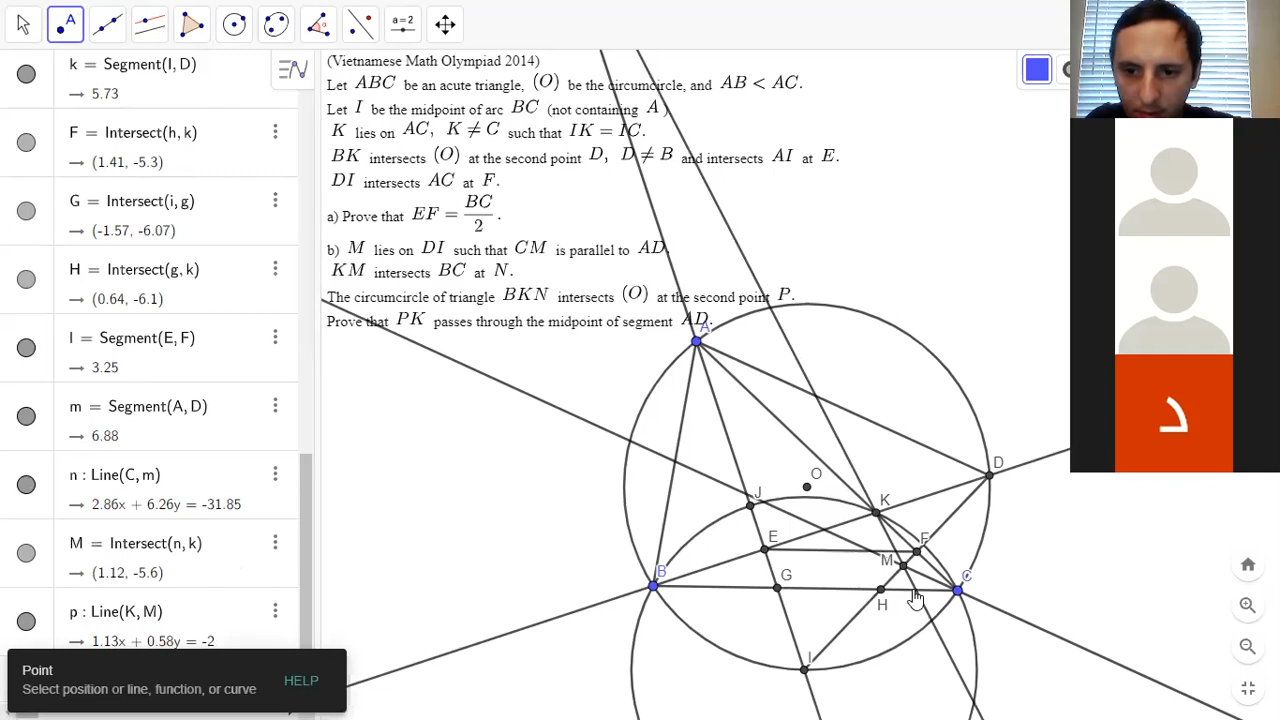 A
a = 2
k = Segment(I, D)
→ 5.73
F = Intersect(h, k)
→ (1.41, -5.3)
G = Intersect(i, g)
→ (-1.57, -6.07)
H = Intersect(g, k)
→ (0.64, -6.1)
l = Segment(E, F)
→ 3.25
m = Segment(A, D)
→ 6.88
n : Line(C, m)
→ 2.86x + 6.26y = -31.85
M = Intersect(n, k)
→ (1.12, -5.6)
p : Line(K, M)
→ 1.13x + 0.58y = -2
Point
Select position or line, function, or curve
HELP
(Vietnamese Math Olympiad 2014)
Let ABC be an acute triangle, (O) be the circumcircle, and AB < AC.
Let I be the midpoint of arc BC (not containing A)
K lies on AC, K ≠ C such that IK = IC.
BK intersects (O) at the second point D, D ≠ B and intersects AI at E.
DI intersects AC at F.
a) Prove that EF = BC/2.
b) M lies on DI such that CM is parallel to AD.
KM intersects BC at N.
The circumcircle of triangle BKN intersects (O) at the second point P.
Prove that PK passes through the midpoint of segment AD.
A
D
O
J
K
E
F
M
B
G
C
H
I
د